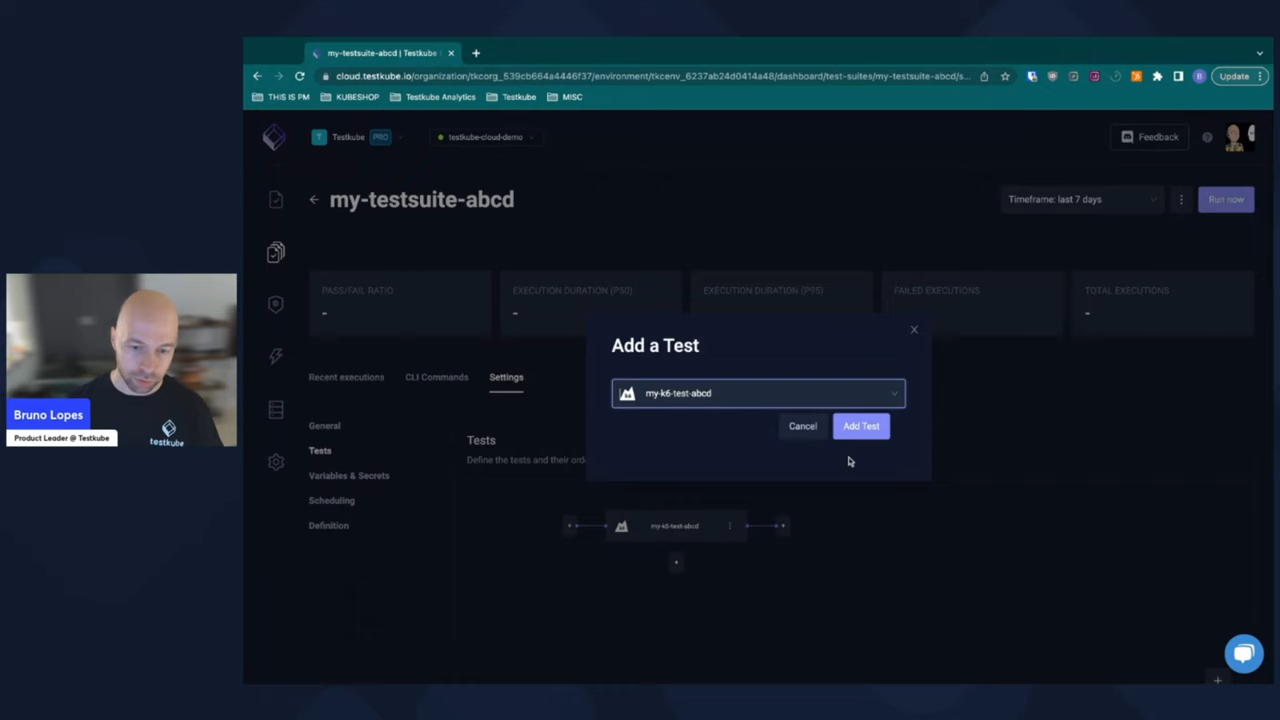 my-testsuite-abcd | Testkube
cloud.testkube.io/organization/tkcorg_539cb664a4446f37/environment/tkcenv_6237ab24d0414a48/dashboard/test-suites/my-testsuite-abcd/s...
Update
THIS IS PM
KUBESHOP
Testkube Analytics
Testkube
MISC
T
Testkube
PRO
testkube-cloud-demo
Feedback
my-testsuite-abcd
Timeframe: last 7 days
Run now
PASS/FAIL RATIO
-
EXECUTION DURATION (P50)
-
EXECUTION DURATION (P95)
FAILED EXECUTIONS
TOTAL EXECUTIONS
-
Add a Test
my-k6-test-abcd
Cancel
Add Test
Recent executions
CLI Commands
Settings
General
Tests
Variables & Secrets
Scheduling
Definition
Tests
Define the tests and their ord
my-k6-test-abcd
Bruno Lopes
Product Leader @ Testkube
testkube